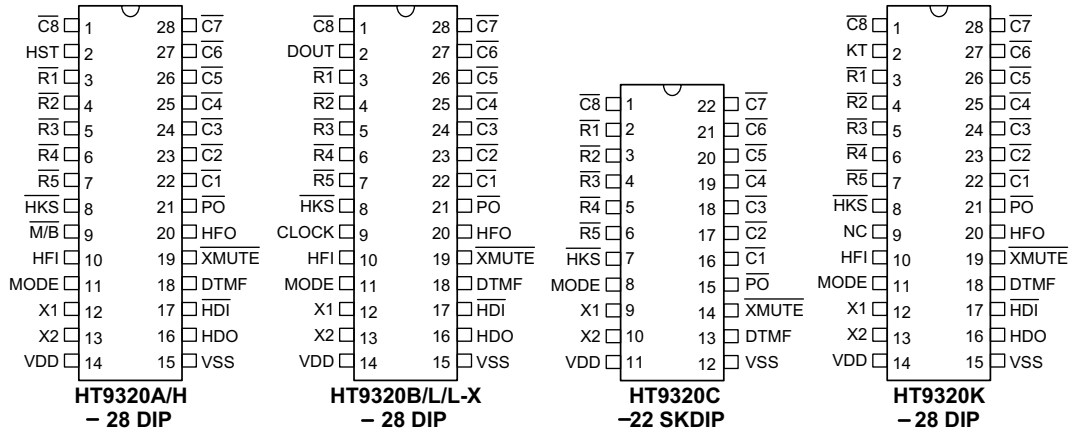 C8 1 28 C7
HST 2 27 C6
R1 3 26 C5
R2 4 25 C4
R3 5 24 C3
R4 6 23 C2
R5 7 22 C1
HKS 8 21 PO
M/B 9 20 HFO
HFI 10 19 XMUTE
MODE 11 18 DTMF
X1 12 17 HDI
X2 13 16 HDO
VDD 14 15 VSS
HT9320A/H
– 28 DIP
C8 1 28 C7
DOUT 2 27 C6
R1 3 26 C5
R2 4 25 C4
R3 5 24 C3
R4 6 23 C2
R5 7 22 C1
HKS 8 21 PO
CLOCK 9 20 HFO
HFI 10 19 XMUTE
MODE 11 18 DTMF
X1 12 17 HDI
X2 13 16 HDO
VDD 14 15 VSS
HT9320B/L/L-X
– 28 DIP
C8 1 22 C7
R1 2 21 C6
R2 3 20 C5
R3 4 19 C4
R4 5 18 C3
R5 6 17 C2
HKS 7 16 C1
MODE 8 15 PO
X1 9 14 XMUTE
X2 10 13 DTMF
VDD 11 12 VSS
HT9320C
–22 SKDIP
C8 1 28 C7
KT 2 27 C6
R1 3 26 C5
R2 4 25 C4
R3 5 24 C3
R4 6 23 C2
R5 7 22 C1
HKS 8 21 PO
NC 9 20 HFO
HFI 10 19 XMUTE
MODE 11 18 DTMF
X1 12 17 HDI
X2 13 16 HDO
VDD 14 15 VSS
HT9320K
– 28 DIP